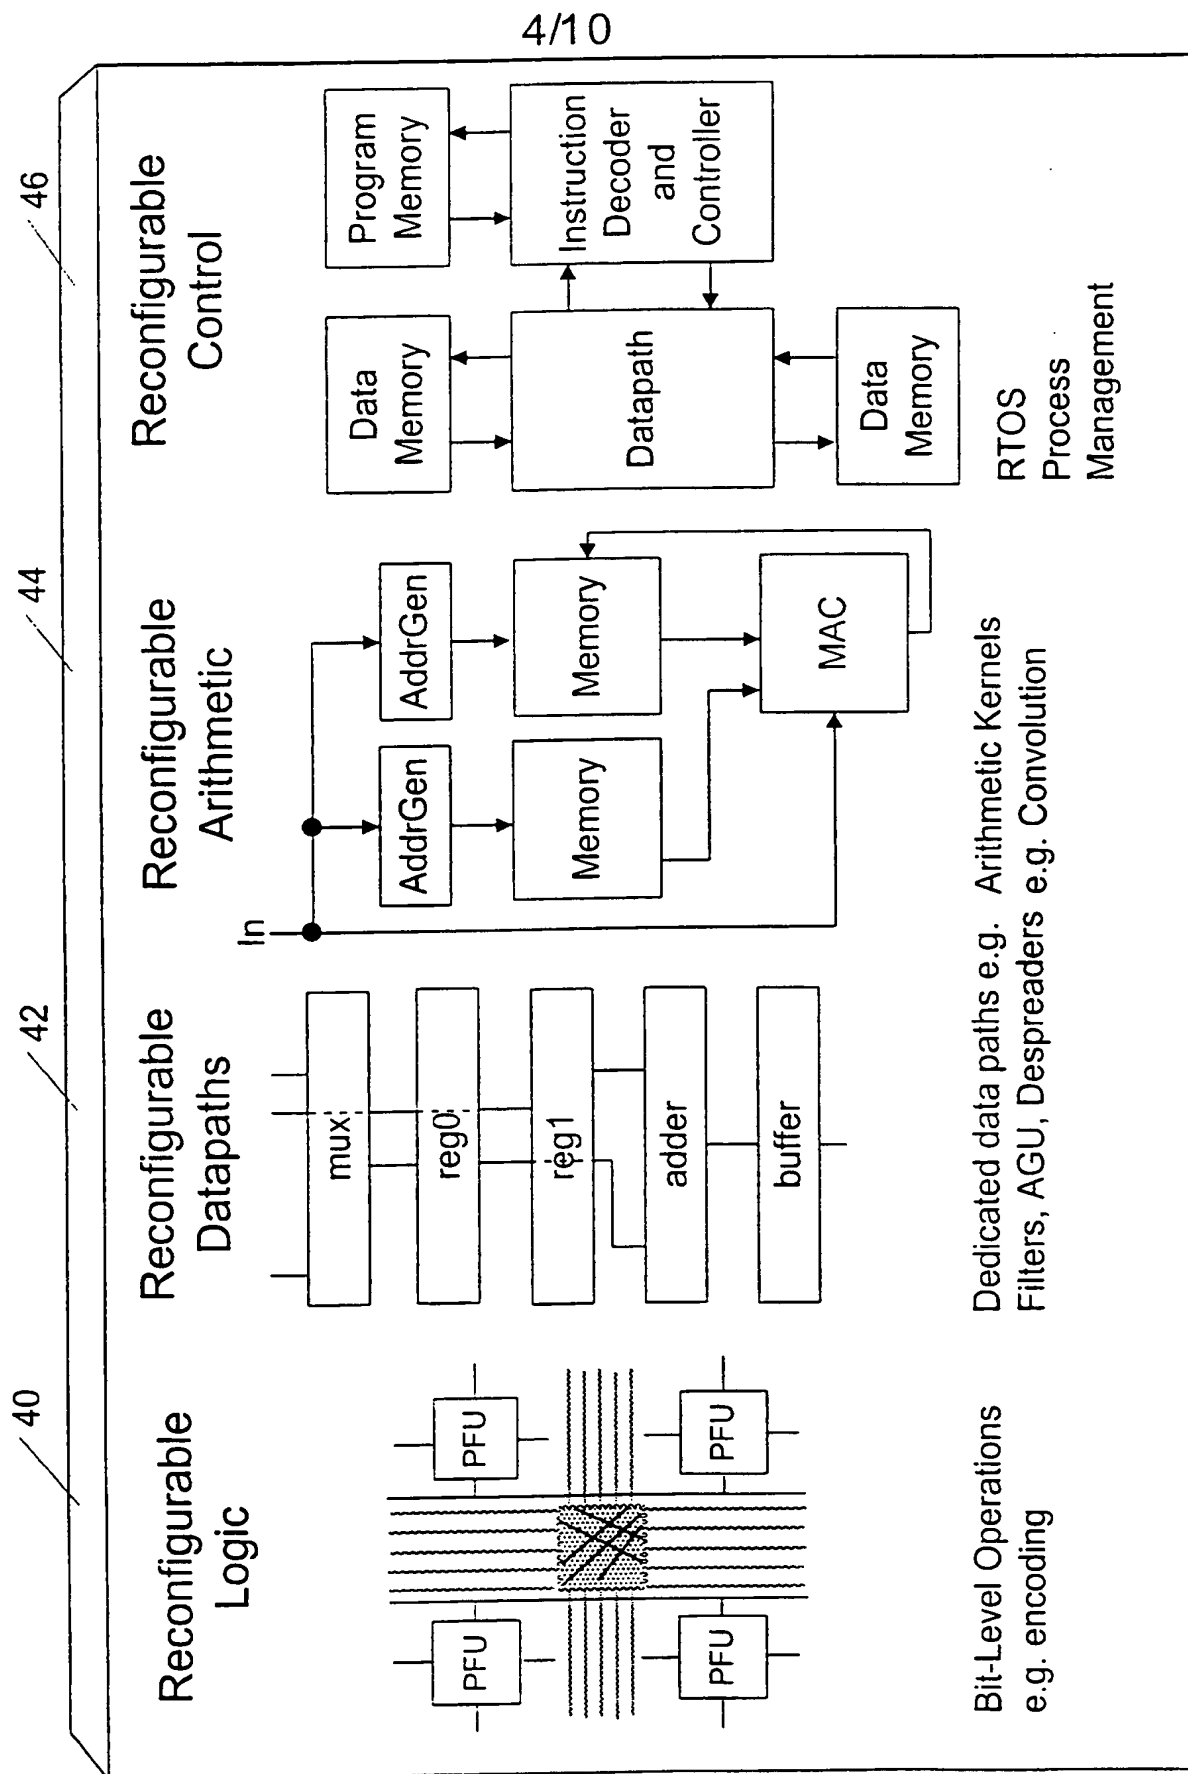 4/10
40
42
44
46
Reconfigurable
Logic
PFU
PFU
PFU
PFU
Bit-Level Operations
e.g. encoding
Reconfigurable
Datapaths
mux
reg0
reg1
adder
buffer
Dedicated data paths e.g.
Filters, AGU, Despreaders
Reconfigurable
Arithmetic
In
AddrGen
AddrGen
Memory
Memory
MAC
Arithmetic Kernels
e.g. Convolution
Reconfigurable
Control
Data
Memory
Program
Memory
Datapath
Instruction
Decoder
and
Controller
Data
Memory
RTOS
Process
Management